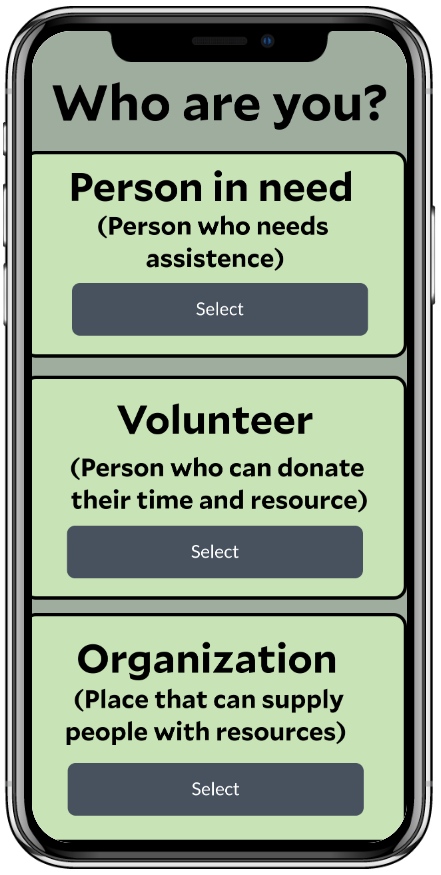 Who are you?
Person in need
(Person who needs
assistence)
Select
Volunteer
(Person who can donate
their time and resource)
Select
Organization
(Place that can supply
people with resources)
Select